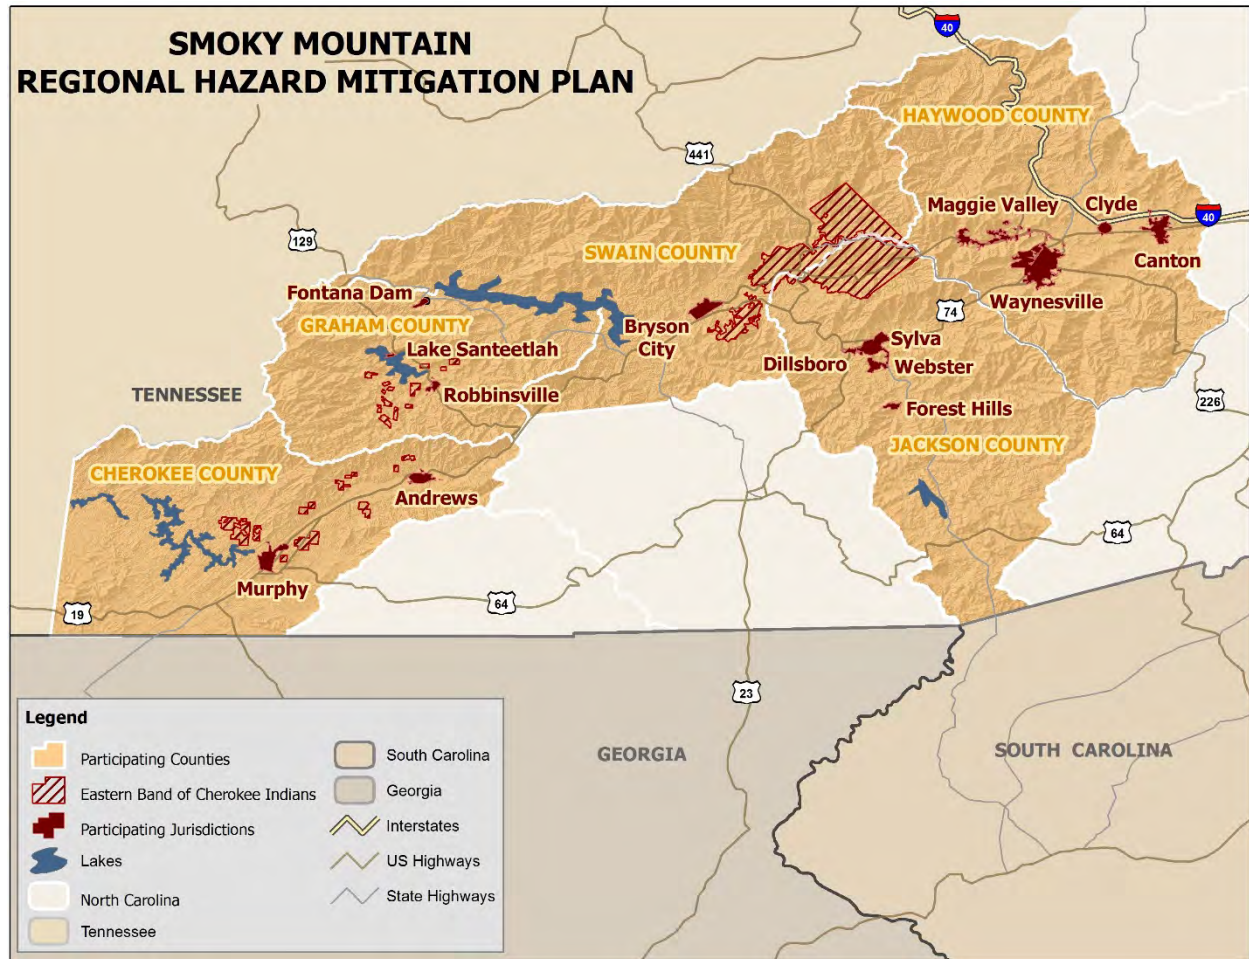 SMOKY MOUNTAIN
REGIONAL HAZARD MITIGATION PLAN
40
HAYWOOD COUNTY
441
Maggie Valley
Clyde
40
129
SWAIN COUNTY
Canton
Fontana Dam
Waynesville
GRAHAM COUNTY
74
Bryson
City
Sylva
Lake Santeetlah
Dillsboro
Webster
TENNESSEE
Robbinsville
226
Forest Hills
JACKSON COUNTY
CHEROKEE COUNTY
Andrews
64
Murphy
64
19
23
GEORGIA
SOUTH CAROLINA
Legend
Participating Counties
Eastern Band of Cherokee Indians
Participating Jurisdictions
Lakes
North Carolina
Tennessee
South Carolina
Georgia
Interstates
US Highways
State Highways